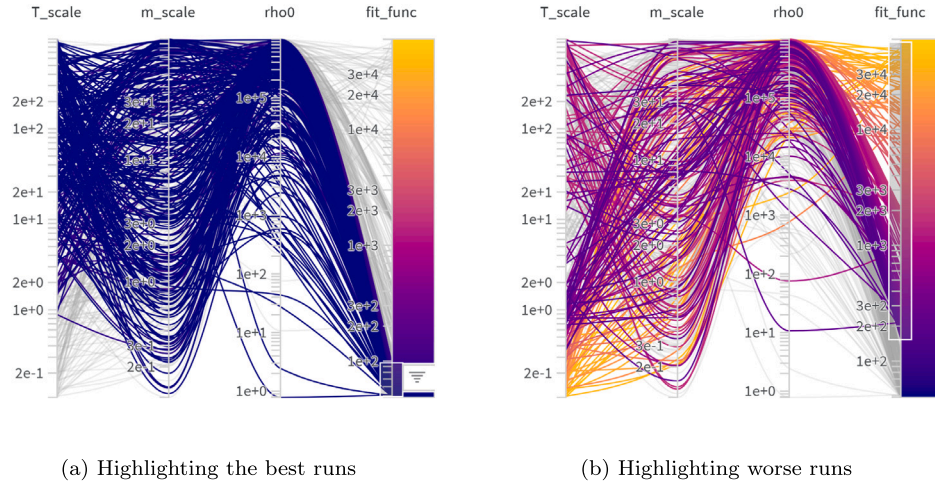 T_scale m_scale rho0 fit_func T_scale m_scale rho0 fit_func
3e+4 3e+4
2e+2 3e+1 1e+5 2e+4 2e+2 3e+1 1e+5 2e+4
1e+2 2e+1 1e+4 1e+2 2e+1 1e+4
1e+1 1e+4 1e+1 1e+4
2e+1 3e+3 2e+1 3e+3
1e+1 3e+0 1e+3 2e+3 1e+1 3e+0 1e+3 2e+3
2e+0 1e+3 2e+0 1e+3
2e+0 1e+0 1e+2 2e+0 1e+0 1e+2
1e+0 3e+2 1e+0 3e+2
1e+1 2e+2 1e+1 2e+2
3e-1 1e+2 3e-1 1e+2
2e-1 2e-1 2e-1 2e-1
1e+0 1e+0
(a) Highlighting the best runs (b) Highlighting worse runs